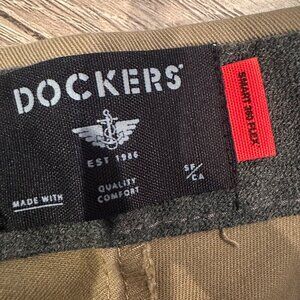 DOCKERS®
EST 1986
MADE WITH
QUALITY
COMFORT
SF/
CA
SMART 360 FLEX